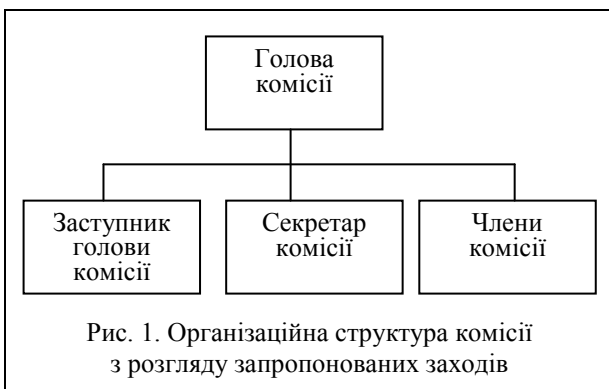 Голова
комісії
Заступник
голови
комісії
Секретар
комісії
Члени
комісії
Рис. 1. Організаційна структура комісії
з розгляду запропонованих заходів